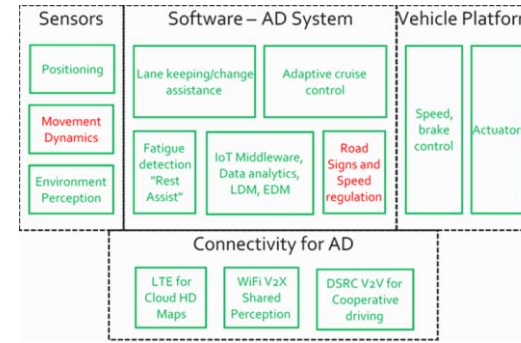 Sensors
Software – AD System
Vehicle Platform
Positioning
Movement
Dynamics
Environment
Perception
Lane keeping/change
assistance
Adaptive cruise
control
Fatigue
detection
"Rest
Assist"
IoT Middleware,
Data analytics,
LDM, EDM
Road
Signs and
Speed
regulation
Speed,
brake
control
Actuator
Connectivity for AD
LTE for
Cloud HD
Maps
WiFi V2X
Shared
Perception
DSRC V2V for
Cooperative
driving